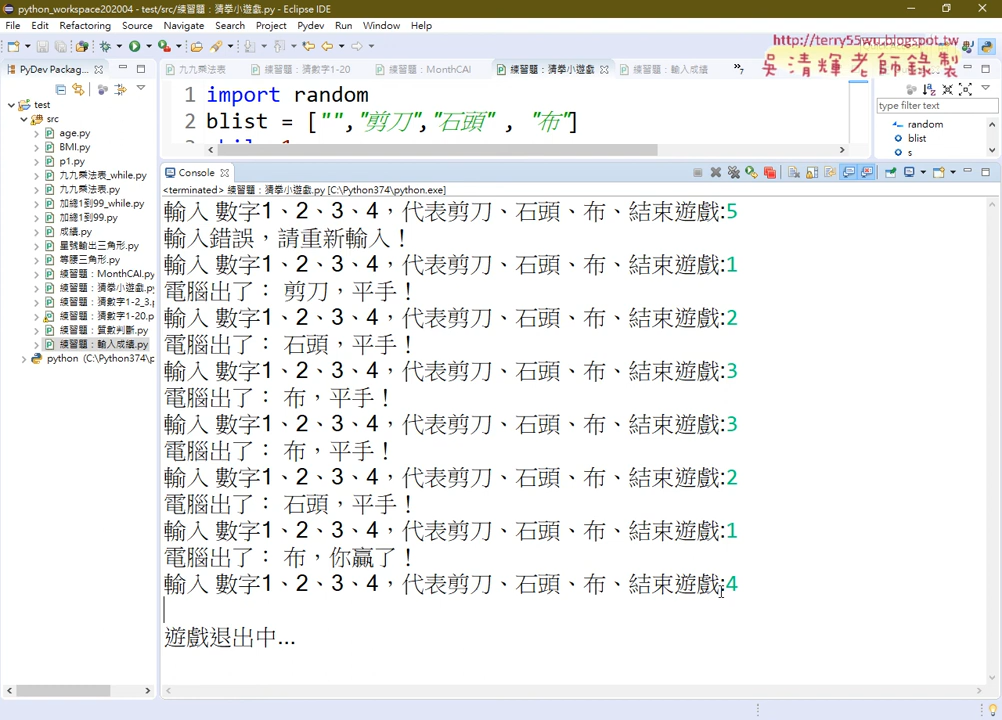 python_workspace202004 - test/src/練習題：猜拳小遊戲.py - Eclipse IDE
File Edit Refactoring Source Navigate Search Project Pydev Run Window Help
http://terry55wu.blogspot.tw
吳清輝老師錄製
PyDev Packag...
九九乘法表 練習題：猜數字1-20 練習題：MonthCAl 練習題：猜拳小遊戲 練習題：輸入成績
test
src
age.py
BMI.py
p1.py
九九乘法表_while.py
九九乘法表.py
加總1到99_while.py
加總1到99.py
成績.py
星號輸出三角形.py
等腰三角形.py
練習題：MonthCAl.py
練習題：猜拳小遊戲.py
練習題：猜數字1-2_3.p
練習題：猜數字1-20.py
練習題：質數判斷.py
練習題：輸入成績.py
python (C:\Python374\p
1 import random
2 blist = ["","剪刀","石頭" , "布"]
type filter text
random
blist
s
Console
<terminated> 練習題：猜拳小遊戲.py [C:\Python374\python.exe]
輸入 數字1、2、3、4，代表剪刀、石頭、布、結束遊戲:5
輸入錯誤，請重新輸入！
輸入 數字1、2、3、4，代表剪刀、石頭、布、結束遊戲:1
電腦出了： 剪刀，平手！
輸入 數字1、2、3、4，代表剪刀、石頭、布、結束遊戲:2
電腦出了： 石頭，平手！
輸入 數字1、2、3、4，代表剪刀、石頭、布、結束遊戲:3
電腦出了： 布，平手！
輸入 數字1、2、3、4，代表剪刀、石頭、布、結束遊戲:3
電腦出了： 布，平手！
輸入 數字1、2、3、4，代表剪刀、石頭、布、結束遊戲:2
電腦出了： 石頭，平手！
輸入 數字1、2、3、4，代表剪刀、石頭、布、結束遊戲:1
電腦出了： 布，你贏了！
輸入 數字1、2、3、4，代表剪刀、石頭、布、結束遊戲:4
遊戲退出中...